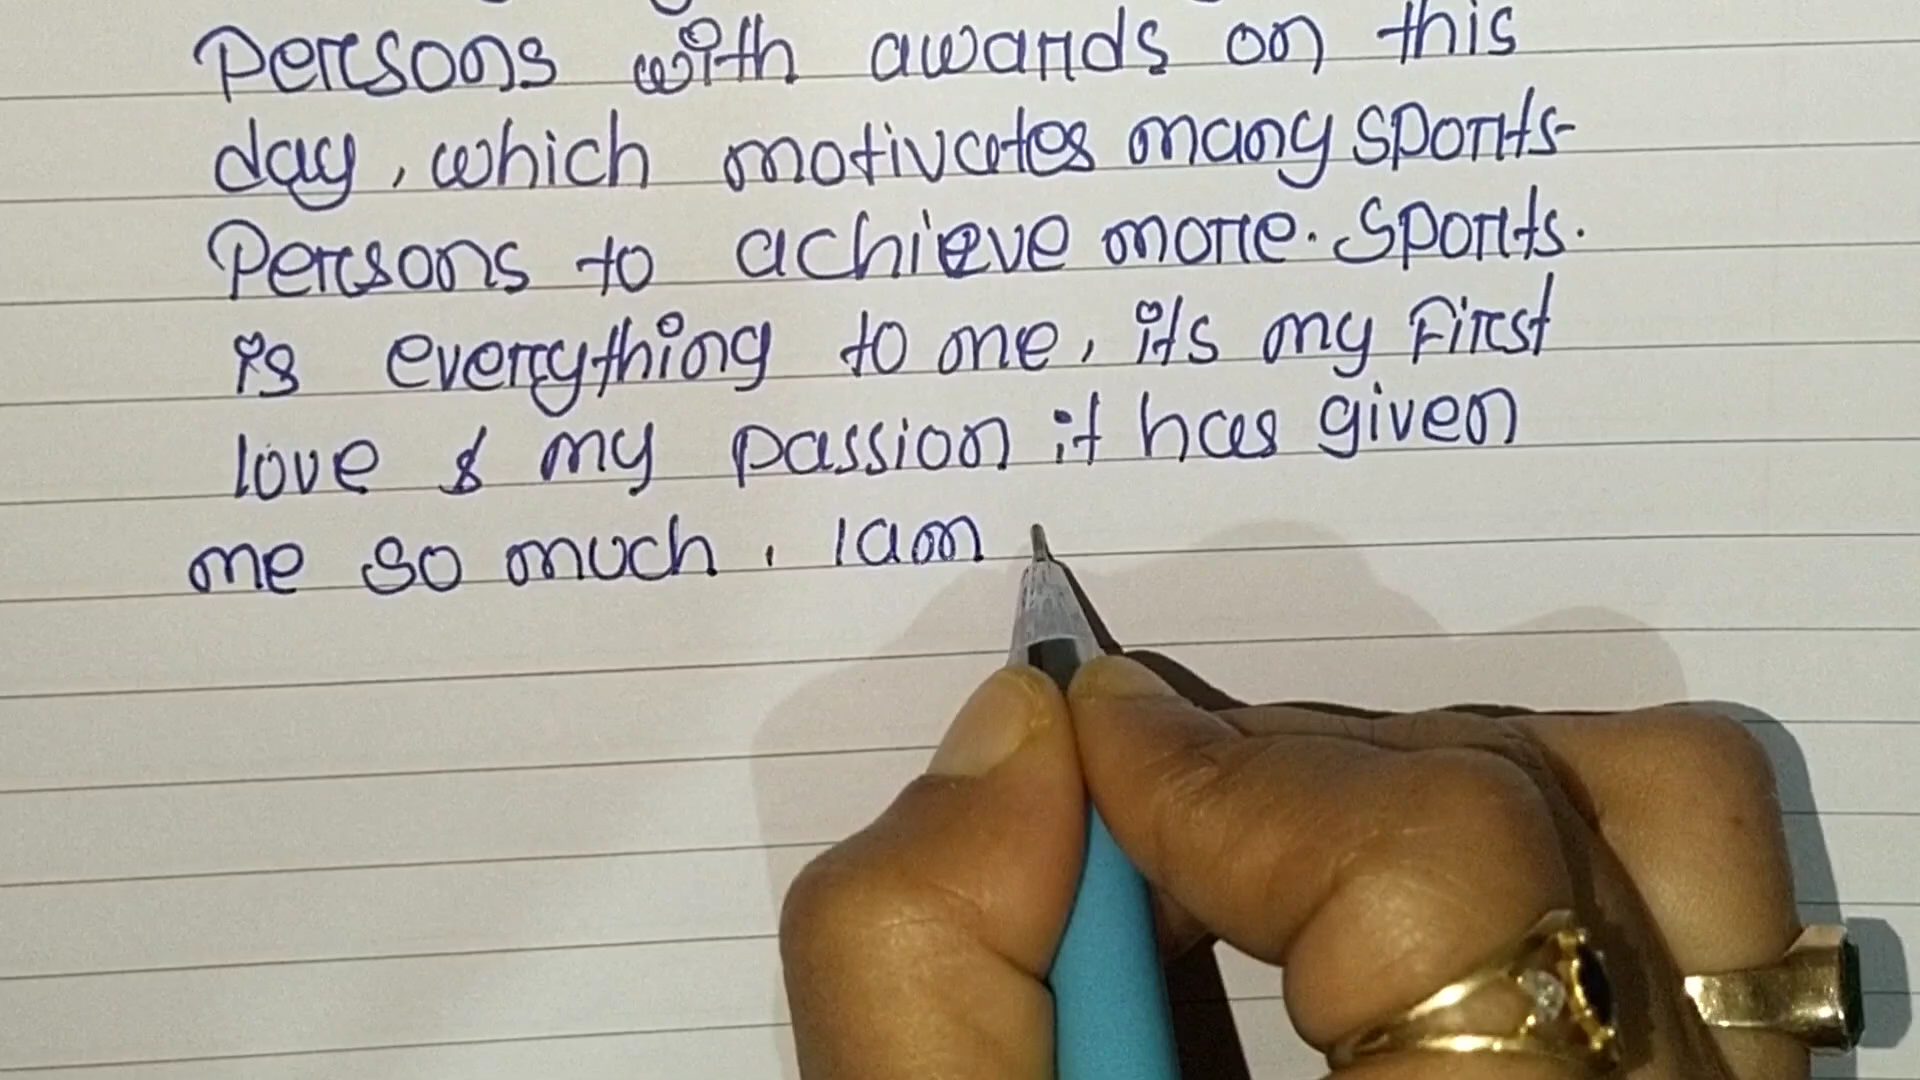 Persons with awards on this
day, which motivates many sports-
Persons to achieve more. Sports.
is everything to me, its my First
love & my passion it has given
me so much. I am